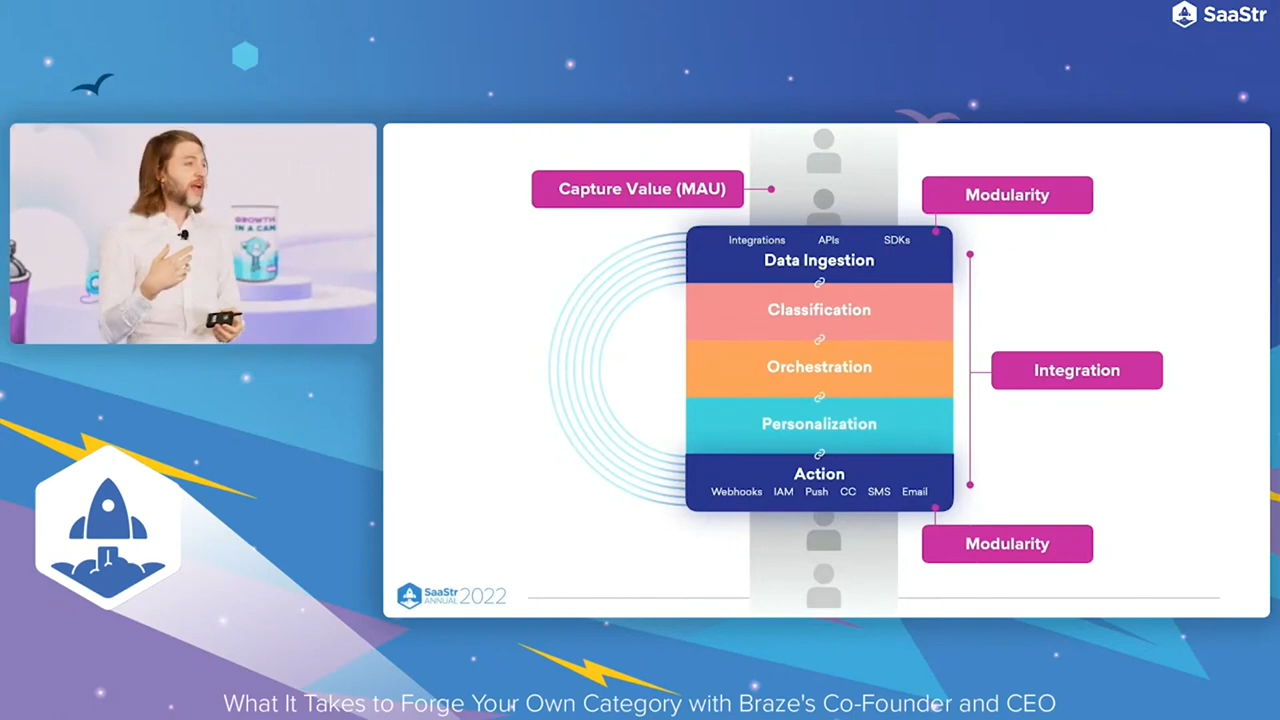 SaaStr
GROWTH
IN A CAN
Capture Value (MAU)
Modularity
Integrations APIs SDKs
Data Ingestion
Classification
Orchestration
Integration
Personalization
Action
Webhooks IAM Push CC SMS Email
Modularity
SaaStr
ANNUAL 2022
What It Takes to Forge Your Own Category with Braze's Co-Founder and CEO